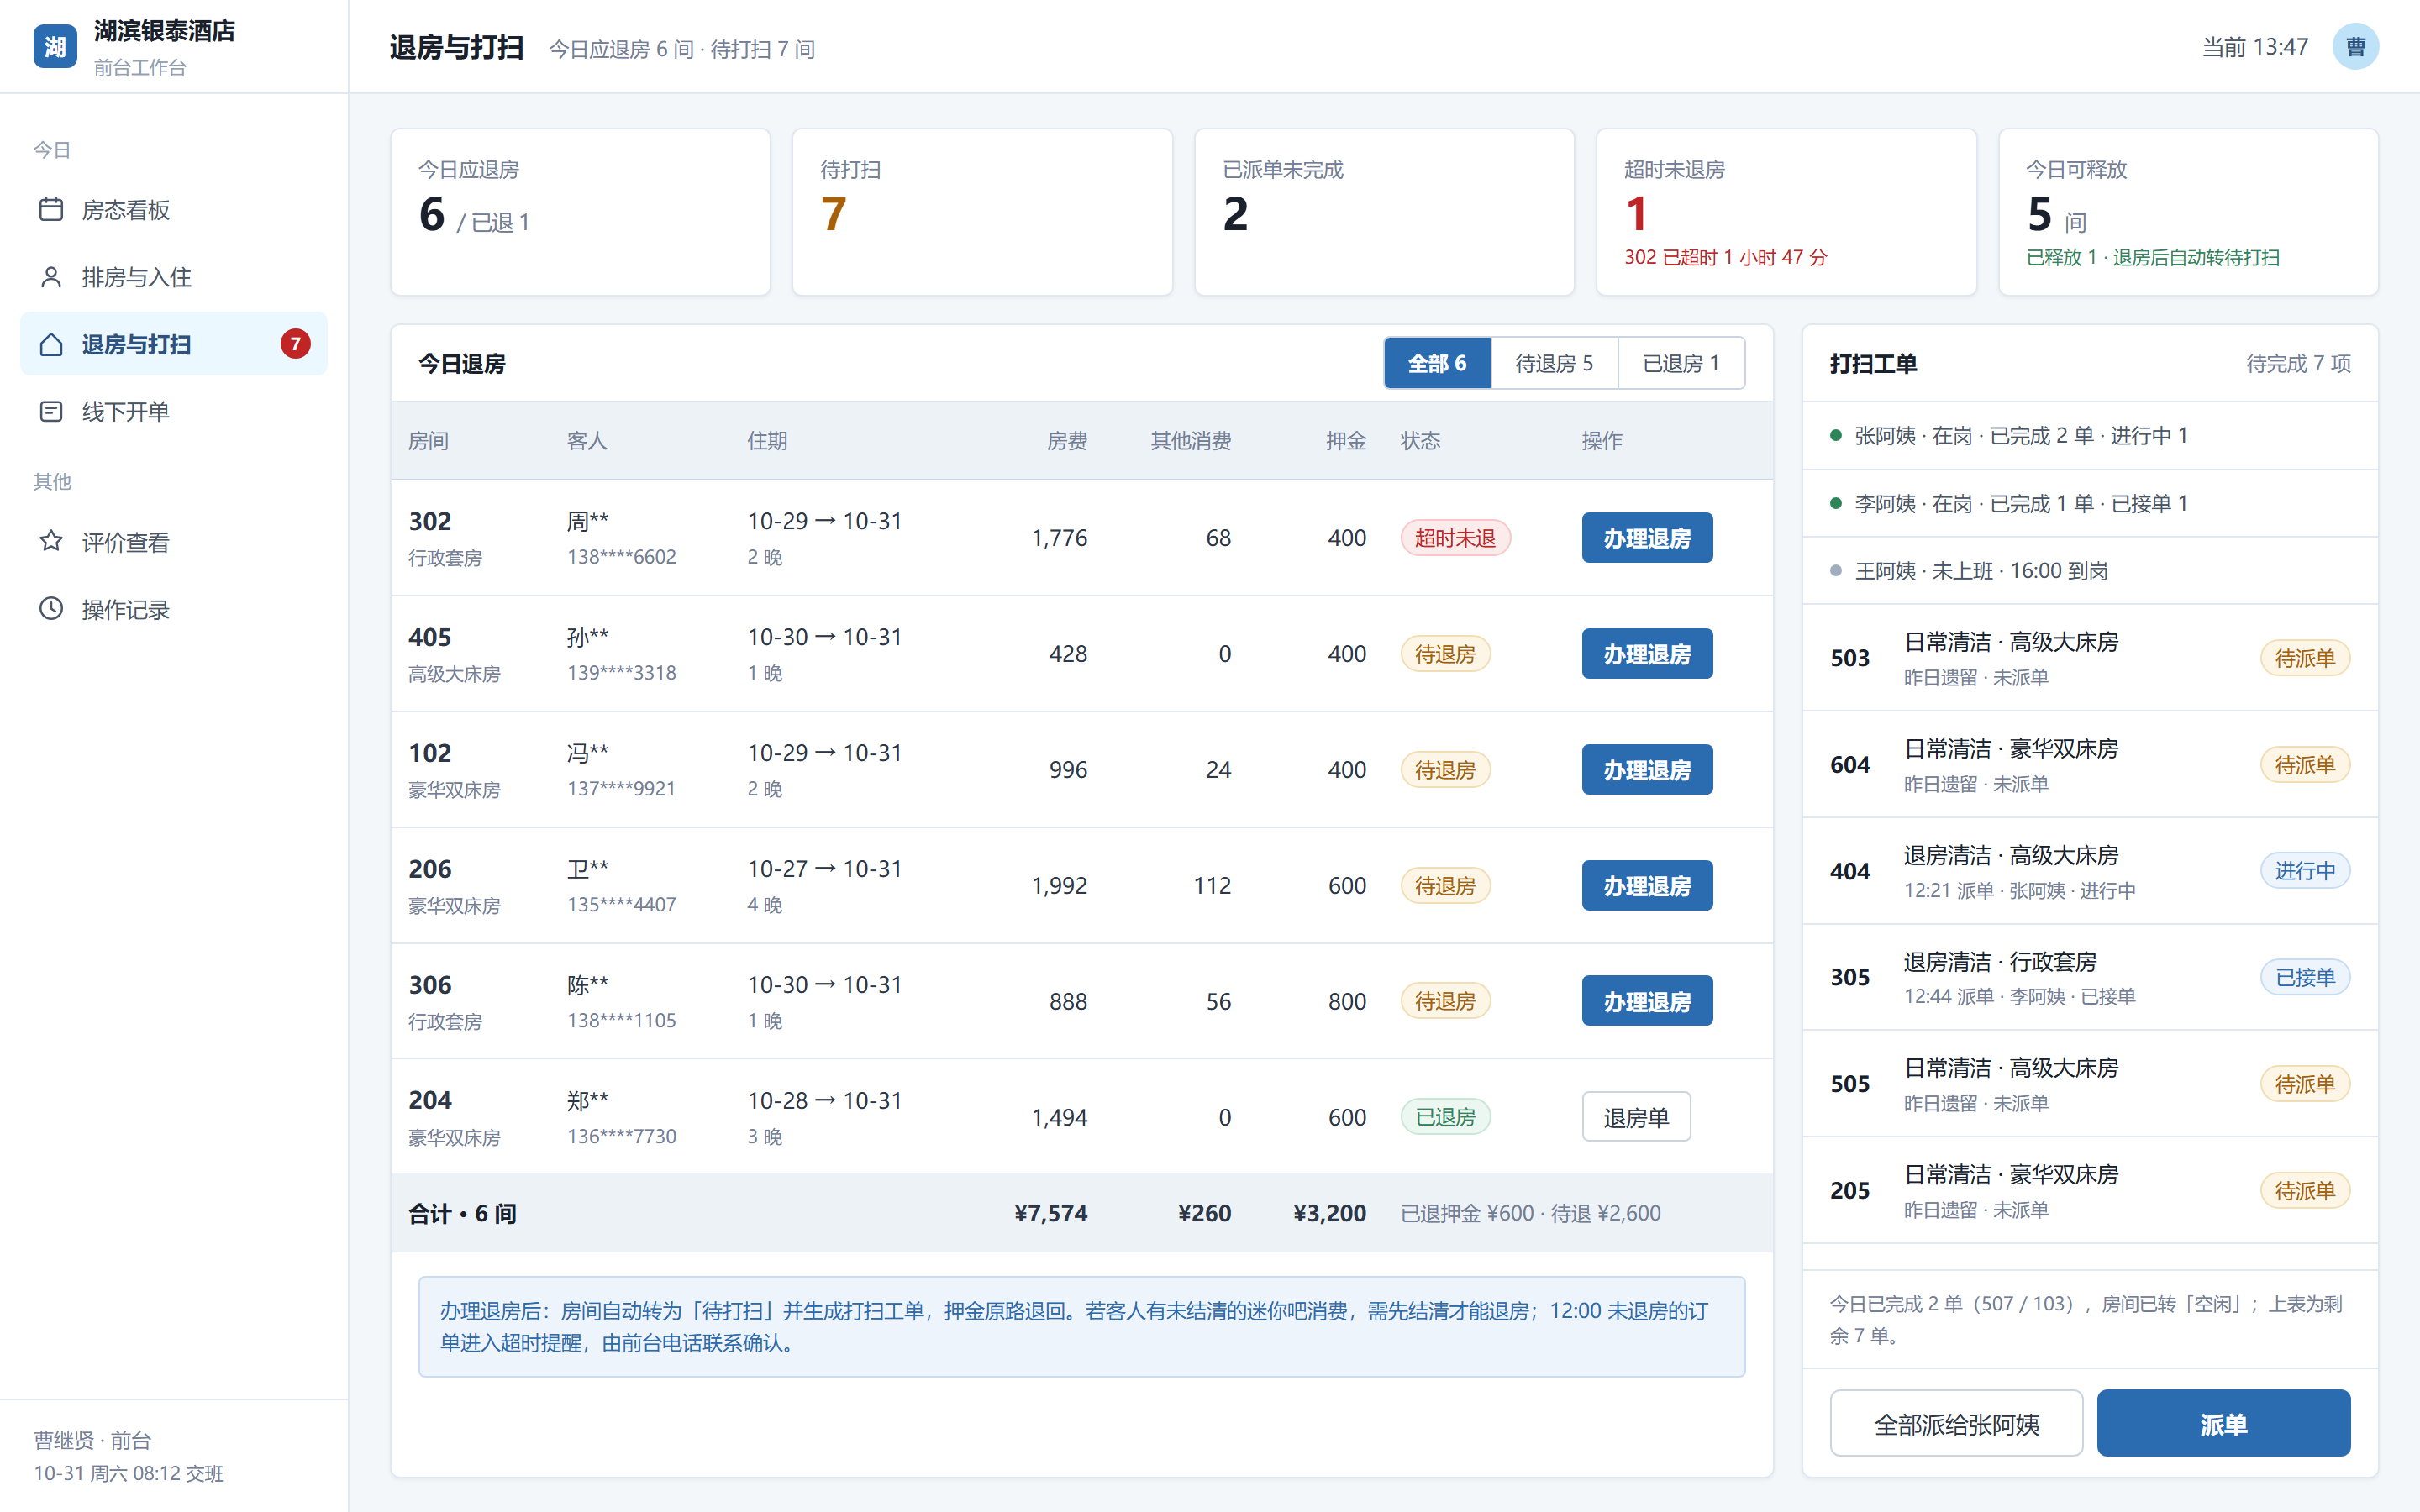 湖
湖滨银泰酒店
前台工作台
今日
房态看板
排房与入住
退房与打扫
7
线下开单
其他
评价查看
操作记录
曹继贤 · 前台
10-31 周六 08:12 交班
退房与打扫
今日应退房 6 间 · 待打扫 7 间
当前 13:47
曹
今日应退房
6 / 已退 1
待打扫
7
已派单未完成
2
超时未退房
1
302 已超时 1 小时 47 分
今日可释放
5 间
已释放 1 · 退房后自动转待打扫
今日退房
全部 6
待退房 5
已退房 1
房间 客人 住期 房费 其他消费 押金 状态 操作
302 周** 10-29 → 10-31 1,776 68 400 超时未退 办理退房
行政套房 138****6602 2 晚
405 孙** 10-30 → 10-31 428 0 400 待退房 办理退房
高级大床房 139****3318 1 晚
102 冯** 10-29 → 10-31 996 24 400 待退房 办理退房
豪华双床房 137****9921 2 晚
206 卫** 10-27 → 10-31 1,992 112 600 待退房 办理退房
豪华双床房 135****4407 4 晚
306 陈** 10-30 → 10-31 888 56 800 待退房 办理退房
行政套房 138****1105 1 晚
204 郑** 10-28 → 10-31 1,494 0 600 已退房 退房单
豪华双床房 136****7730 3 晚
合计 • 6 间 ¥7,574 ¥260 ¥3,200 已退押金 ¥600 · 待退 ¥2,600
办理退房后：房间自动转为「待打扫」并生成打扫工单，押金原路退回。若客人有未结清的迷你吧消费，需先结清才能退房；12:00 未退房的订
单进入超时提醒，由前台电话联系确认。
打扫工单
待完成 7 项
张阿姨 · 在岗 · 已完成 2 单 · 进行中 1
李阿姨 · 在岗 · 已完成 1 单 · 已接单 1
王阿姨 · 未上班 · 16:00 到岗
503 日常清洁 · 高级大床房 待派单
昨日遗留 · 未派单
604 日常清洁 · 豪华双床房 待派单
昨日遗留 · 未派单
404 退房清洁 · 高级大床房 进行中
12:21 派单 · 张阿姨 · 进行中
305 退房清洁 · 行政套房 已接单
12:44 派单 · 李阿姨 · 已接单
505 日常清洁 · 高级大床房 待派单
昨日遗留 · 未派单
205 日常清洁 · 豪华双床房 待派单
昨日遗留 · 未派单
今日已完成 2 单（507 / 103），房间已转「空闲」；上表为剩
余 7 单。
全部派给张阿姨
派单